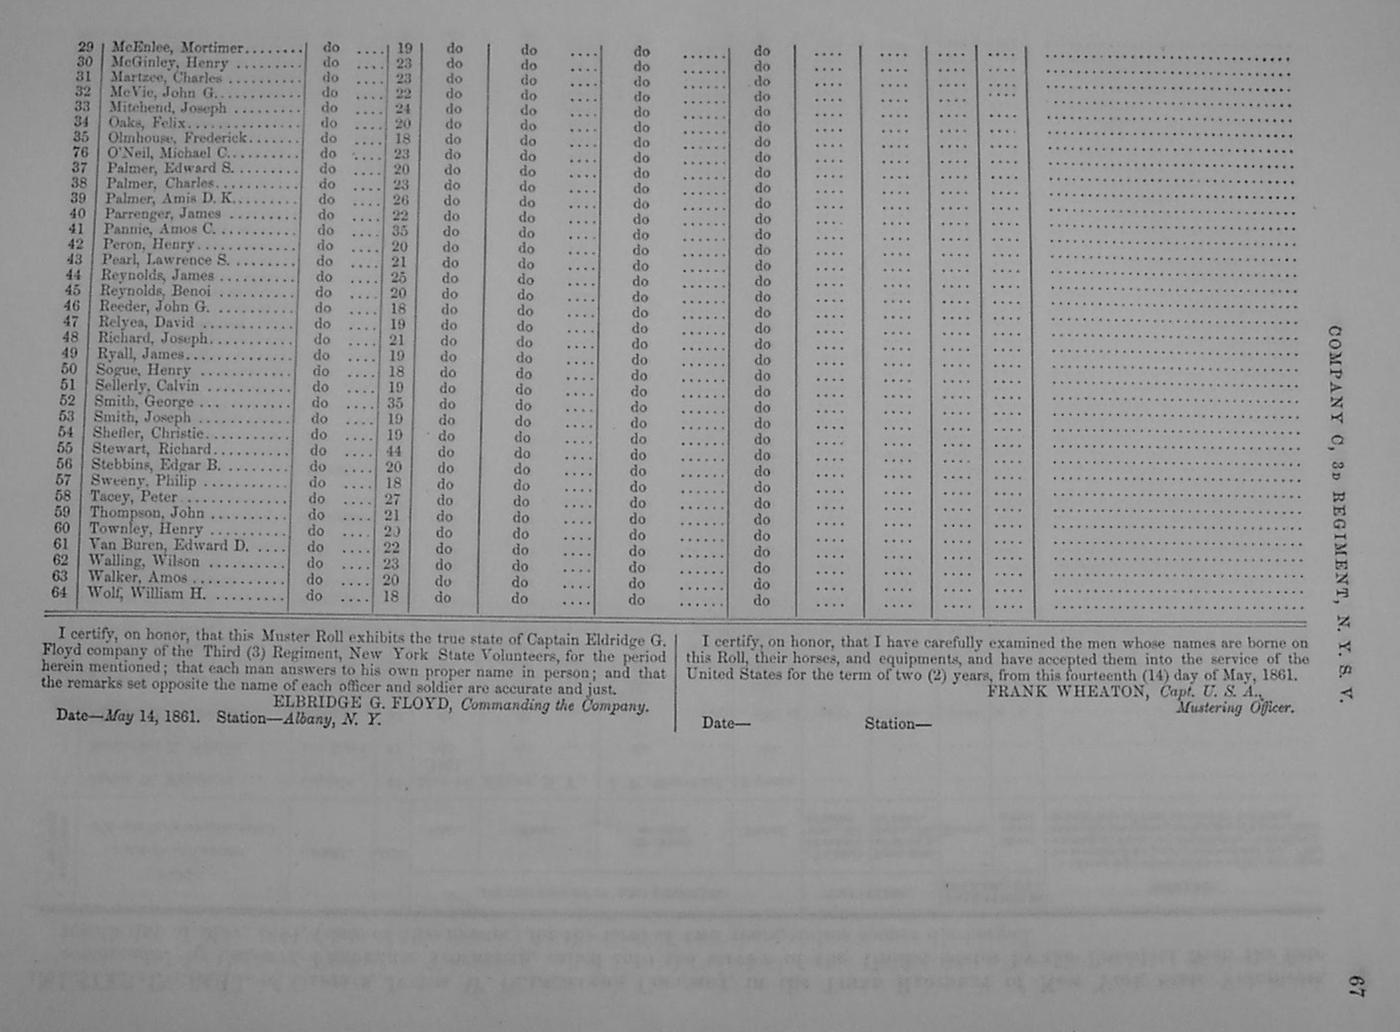 29 McEnlee, Mortimer........ do .... 19 do do .... do ...... do .... .... .... ....
30 McGinley, Henry ......... do .... 23 do do .... do ...... do .... .... .... ....
31 Martzee, Charles .......... do .... 23 do do .... do ...... do .... .... .... ....
32 McVie, John G............ do .... 22 do do .... do ...... do .... .... .... ....
33 Mitchend, Joseph ......... do .... 24 do do .... do ...... do .... .... .... ....
34 Oaks, Felix............... do .... 20 do do .... do ...... do .... .... .... ....
35 Olmhouse, Frederick....... do .... 18 do do .... do ...... do .... .... .... ....
76 O'Neil, Michael C.......... do .... 23 do do .... do ...... do .... .... .... ....
37 Palmer, Edward S. ........ do .... 20 do do .... do ...... do .... .... .... ....
38 Palmer, Charles........... do .... 23 do do .... do ...... do .... .... .... ....
39 Palmer, Amis D. K......... do .... 26 do do .... do ...... do .... .... .... ....
40 Parrenger, James ......... do .... 22 do do .... do ...... do .... .... .... ....
41 Pannie, Amos C. .......... do .... 35 do do .... do ...... do .... .... .... ....
42 Peron, Henry............. do .... 20 do do .... do ...... do .... .... .... ....
43 Pearl, Lawrence S. ........ do .... 21 do do .... do ...... do .... .... .... ....
44 Reynolds, James .......... do .... 25 do do .... do ...... do .... .... .... ....
45 Reynolds, Benoi .......... do .... 20 do do .... do ...... do .... .... .... ....
46 Reeder, John G. .......... do .... 18 do do .... do ...... do .... .... .... ....
47 Relyea, David ............ do .... 19 do do .... do ...... do .... .... .... ....
48 Richard, Joseph........... do .... 21 do do .... do ...... do .... .... .... ....
49 Ryall, James.............. do .... 19 do do .... do ...... do .... .... .... ....
50 Sogue, Henry ............ do .... 18 do do .... do ...... do .... .... .... ....
51 Sellerly, Calvin ........... do .... 19 do do .... do ...... do .... .... .... ....
52 Smith, George ... ......... do .... 35 do do .... do ...... do .... .... .... ....
53 Smith, Joseph ............ do .... 19 do do .... do ...... do .... .... .... ....
54 Shefler, Christie........... do .... 19 do do .... do ...... do .... .... .... ....
55 Stewart, Richard.......... do .... 44 do do .... do ...... do .... .... .... ....
56 Stebbins, Edgar B. ........ do .... 20 do do .... do ...... do .... .... .... ....
57 Sweeny, Philip ........... do .... 18 do do .... do ...... do .... .... .... ....
58 Tacey, Peter .............. do .... 27 do do .... do ...... do .... .... .... ....
59 Thompson, John .......... do .... 21 do do .... do ...... do .... .... .... ....
60 Townley, Henry .......... do .... 20 do do .... do ...... do .... .... .... ....
61 Van Buren, Edward D. .... do .... 22 do do .... do ...... do .... .... .... ....
62 Walling, Wilson .......... do .... 23 do do .... do ...... do .... .... .... ....
63 Walker, Amos ............ do .... 20 do do .... do ...... do .... .... .... ....
64 Wolf, William H. ......... do .... 18 do do .... do ...... do .... .... .... ....
I certify, on honor, that this Muster Roll exhibits the true state of Captain Eldridge G.
Floyd company of the Third (3) Regiment, New York State Volunteers, for the period
herein mentioned; that each man answers to his own proper name in person; and that
the remarks set opposite the name of each officer and soldier are accurate and just.
ELBRIDGE G. FLOYD, Commanding the Company.
Date—May 14, 1861. Station—Albany, N. Y.
I certify, on honor, that I have carefully examined the men whose names are borne on
this Roll, their horses, and equipments, and have accepted them into the service of the
United States for the term of two (2) years, from this fourteenth (14) day of May, 1861.
FRANK WHEATON, Capt. U. S. A.,
Mustering Officer.
Date— Station—
COMPANY C, 3D REGIMENT, N. Y. S. V.
67